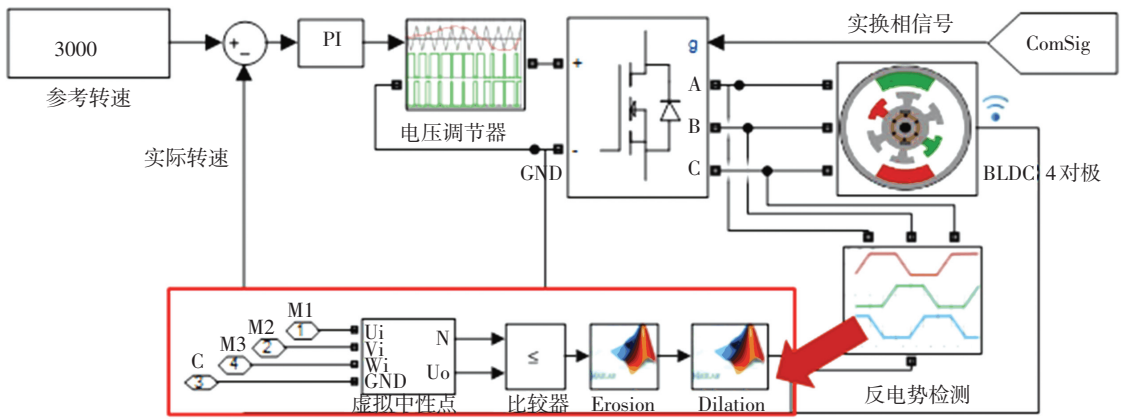 3000
参考转速
PI
电压调节器
实际转速
+
−
+
-
GND
g
A
B
C
实换相信号
ComSig
BLDC 4对极
M1
1
M2
2
M3
4
C
3
Ui
Vi
Wi
GND
N
Uo
虚拟中性点
≤
比较器
Erosion
Dilation
反电势检测